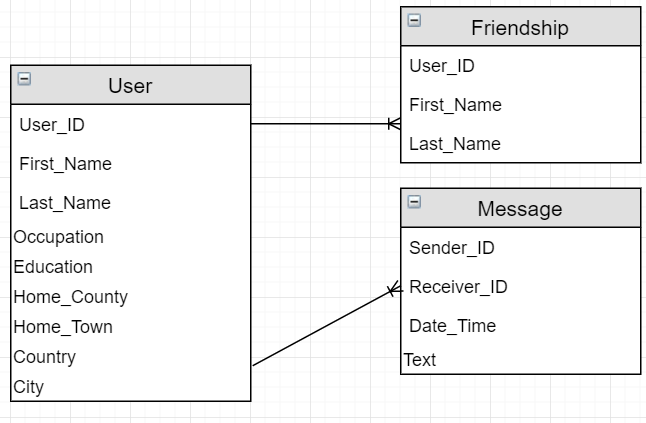 User
User_ID
First_Name
Last_Name
Occupation
Education
Home_County
Home_Town
Country
City
Friendship
User_ID
First_Name
Last_Name
Message
Sender_ID
Receiver_ID
Date_Time
Text